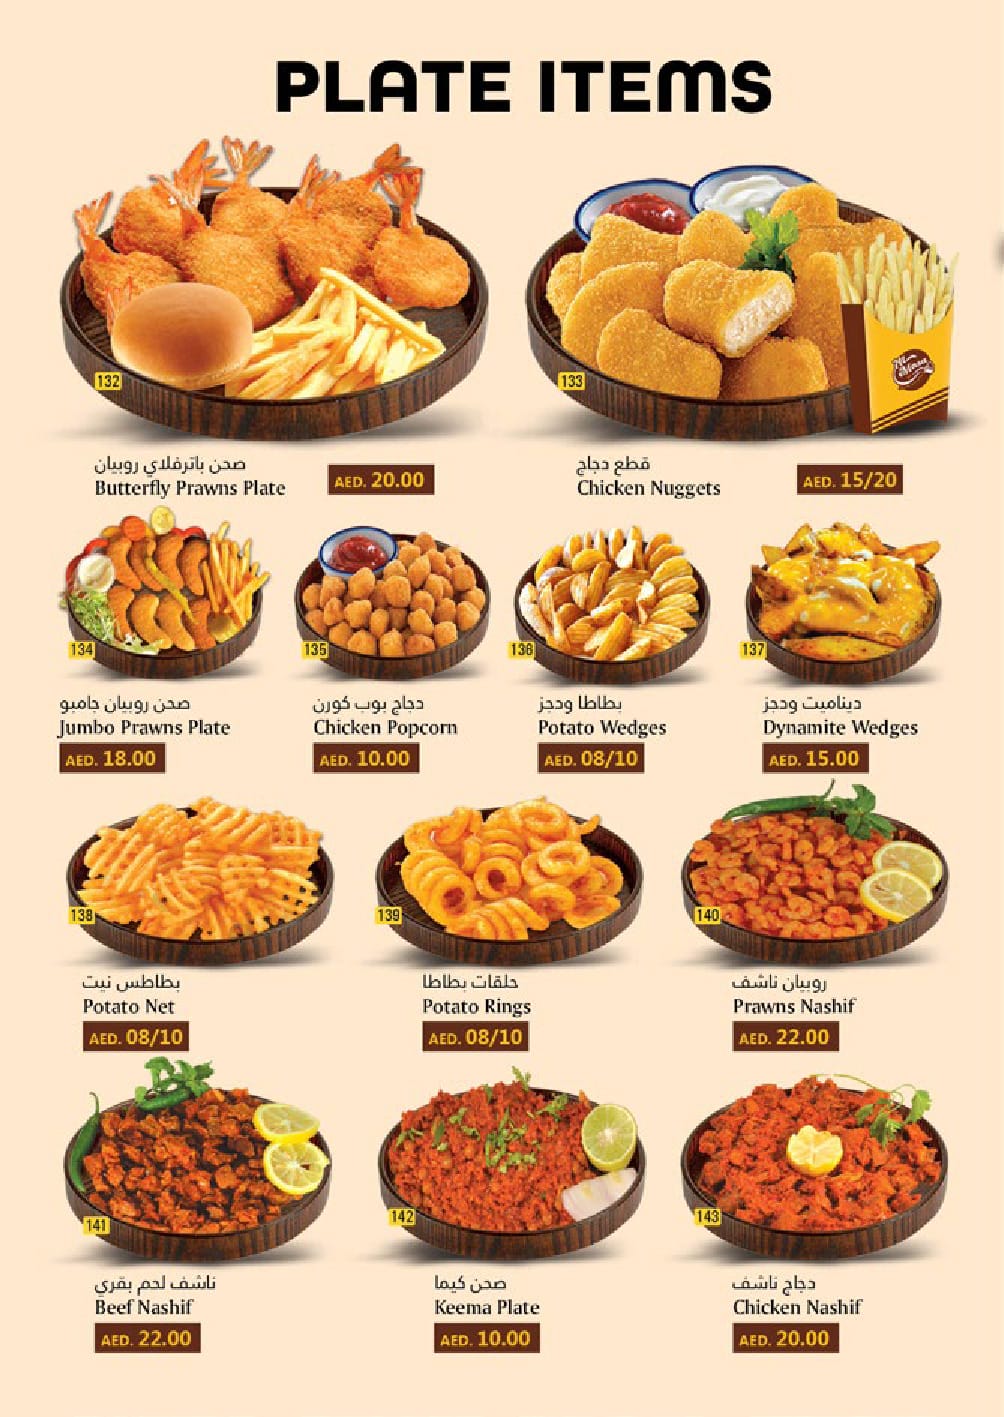 PLATE ITEMS
132
133
صحن باترفلاي روبيان
Butterfly Prawns Plate
AED. 20.00
قطع دجاج
Chicken Nuggets
AED. 15/20
134
135
136
137
صحن روبيان جامبو
Jumbo Prawns Plate
AED. 18.00
دجاج بوب كورن
Chicken Popcorn
AED. 10.00
بطاطا ودجز
Potato Wedges
AED. 08/10
ديناميت ودجز
Dynamite Wedges
AED. 15.00
138
139
140
بطاطس نيت
Potato Net
AED. 08/10
حلقات بطاطا
Potato Rings
AED. 08/10
روبيان ناشف
Prawns Nashif
AED. 22.00
141
142
143
ناشف لحم بقري
Beef Nashif
AED. 22.00
صحن كيما
Keema Plate
AED. 10.00
دجاج ناشف
Chicken Nashif
AED. 20.00